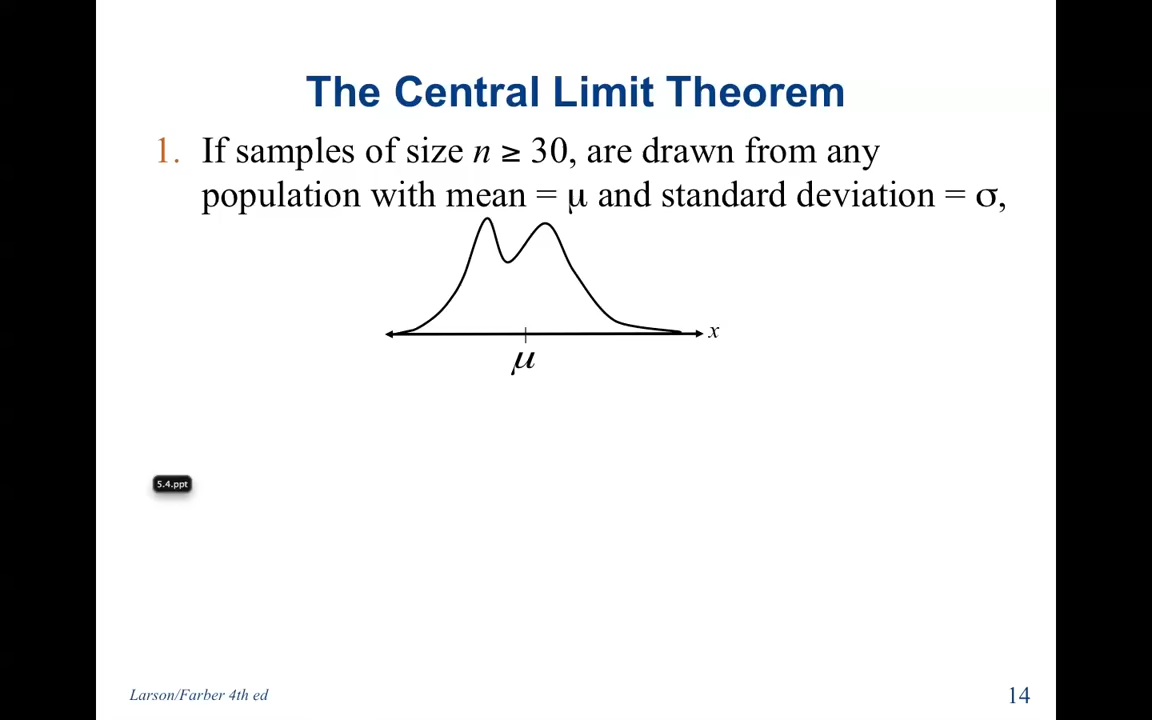 The Central Limit Theorem
1. If samples of size n ≥ 30, are drawn from any
population with mean = μ and standard deviation = σ,
x
μ
5.4.ppt
Larson/Farber 4th ed
14